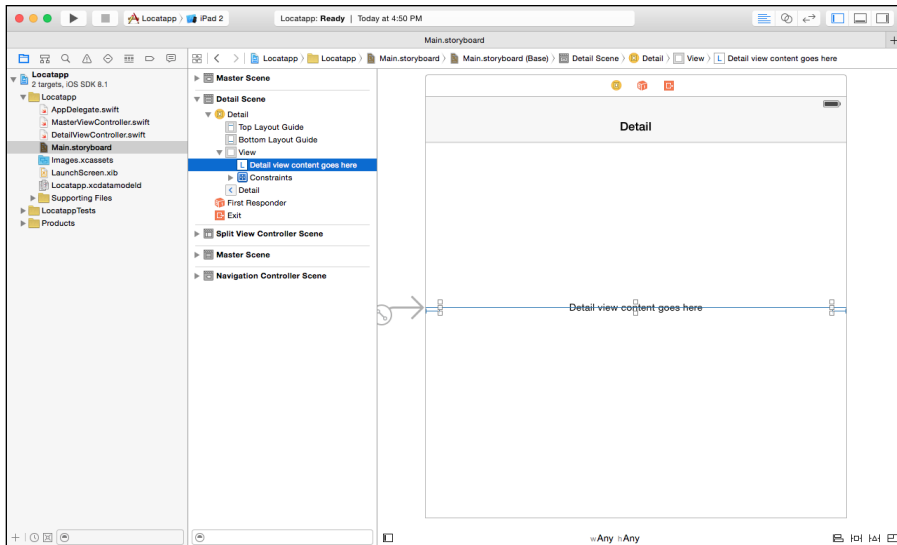 Locatapp iPad 2
Locatapp: Ready | Today at 4:50 PM
Main.storyboard
Locatapp Locatapp Main.storyboard Main.storyboard (Base) Detail Scene Detail View L Detail view content goes here
Locatapp
2 targets, iOS SDK 8.1
Locatapp
AppDelegate.swift
MasterViewController.swift
DetailViewController.swift
Main.storyboard
Images.xcassets
LaunchScreen.xib
Locatapp.xcdatamodeld
Supporting Files
LocatappTests
Products
Master Scene
Detail Scene
Detail
Top Layout Guide
Bottom Layout Guide
View
L Detail view content goes here
Constraints
Detail
First Responder
Exit
Split View Controller Scene
Master Scene
Navigation Controller Scene
Detail
Detail view content goes here
wAny hAny